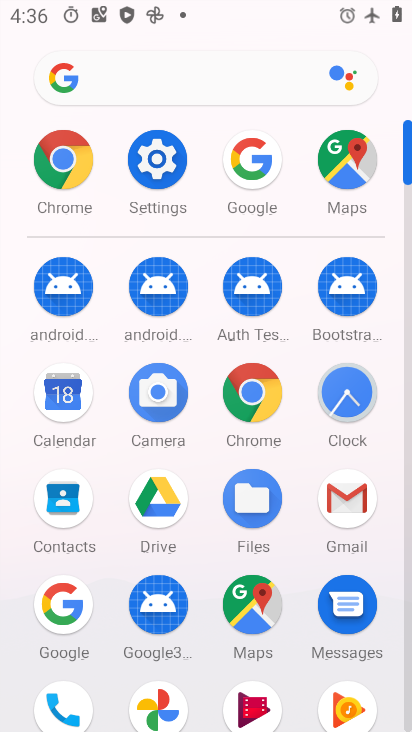 4:36
Chrome Settings Google Maps
android.... android.... Auth Tes... Bootstra...
18
Calendar Camera Chrome Clock
Contacts Drive Files Gmail
Google Google3... Maps Messages